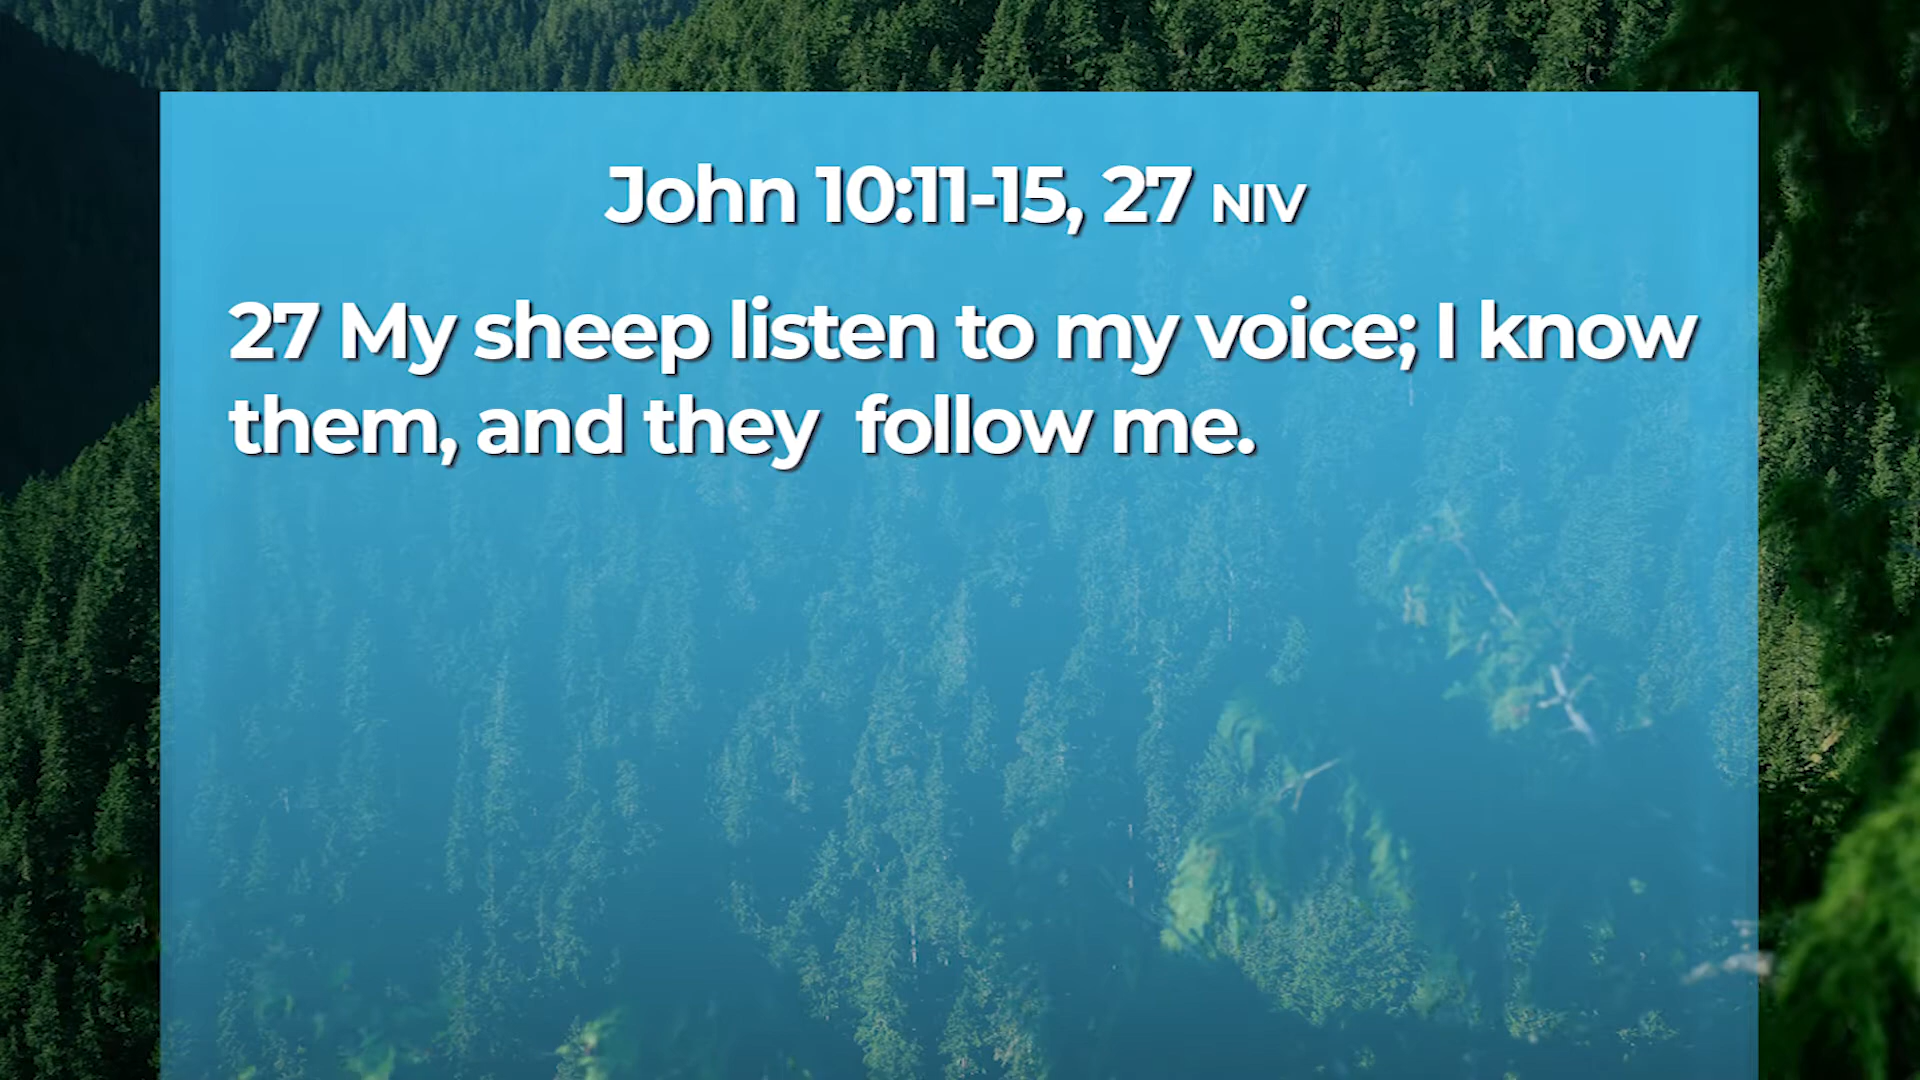 John 10:11-15, 27 NIV
27 My sheep listen to my voice; I know
them, and they  follow me.